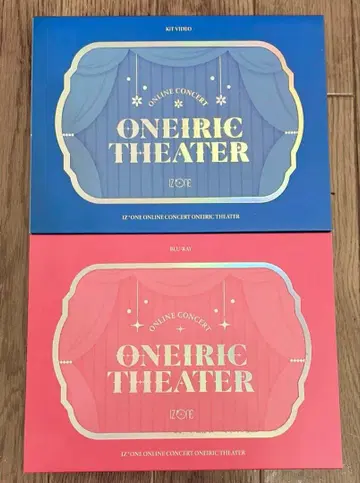 KiT VIDEO
ONLINE CONCERT
ONEIRIC
THEATER
IZ*ONE
IZ*ONE ONLINE CONCERT ONEIRIC THEATER
BLU-RAY
ONLINE CONCERT
ONEIRIC
THEATER
IZ*ONE
IZ*ONE ONLINE CONCERT ONEIRIC THEATER